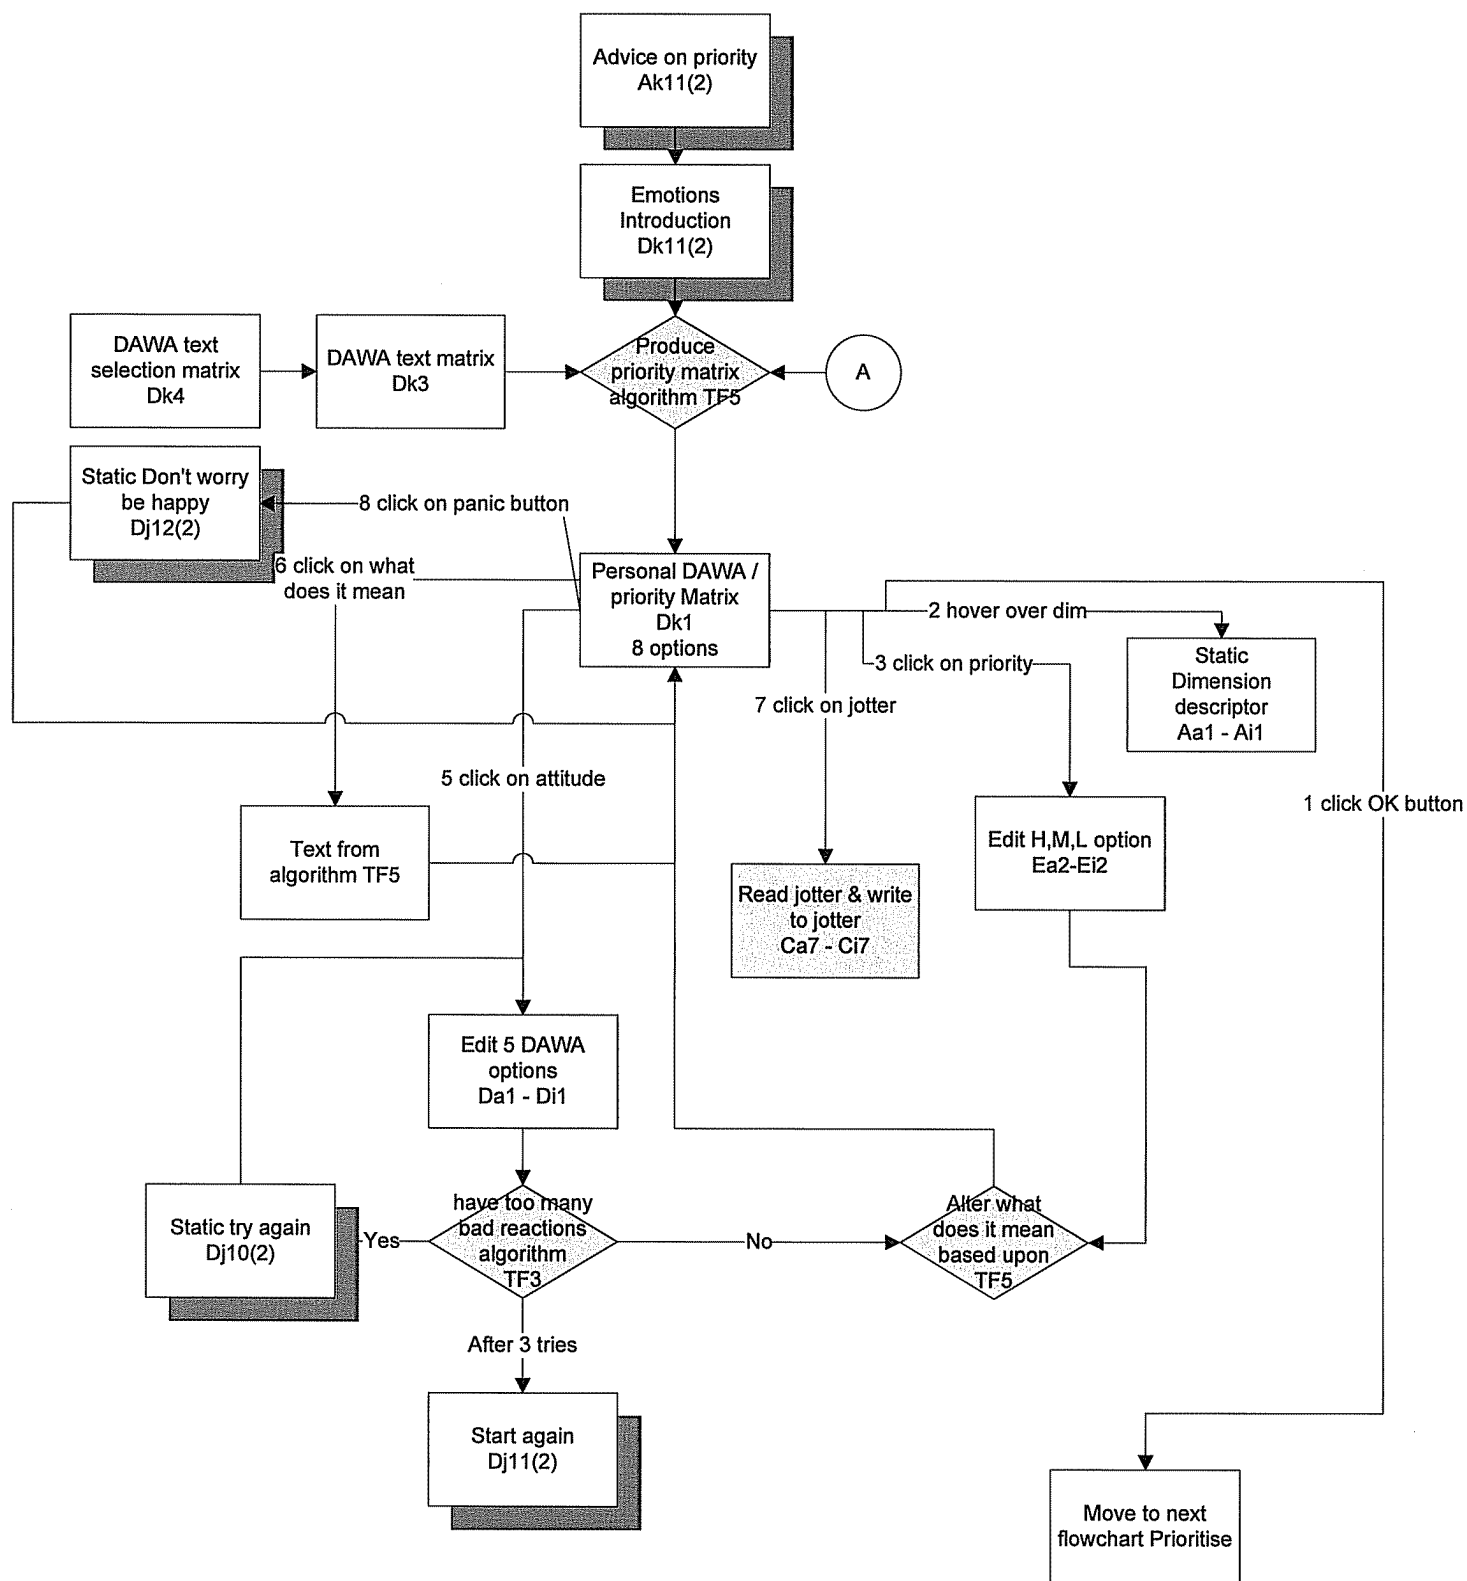 Advice on priority
Ak11(2)
Emotions
Introduction
Dk11(2)
DAWA text
selection matrix
Dk4
DAWA text matrix
Dk3
Produce
priority matrix
algorithm TF5
A
Static Don't worry
be happy
Dj12(2)
8 click on panic button
6 click on what
does it mean
Personal DAWA /
priority Matrix
Dk1
8 options
2 hover over dim
3 click on priority
Static
Dimension
descriptor
Aa1 - Ai1
7 click on jotter
5 click on attitude
1 click OK button
Text from
algorithm TF5
Edit H,M,L option
Ea2-Ei2
Read jotter & write
to jotter
Ca7 - Ci7
Edit 5 DAWA
options
Da1 - Di1
Static try again
Dj10(2)
Yes
have too many
bad reactions
algorithm
TF3
No
Alter what
does it mean
based upon
TF5
After 3 tries
Start again
Dj11(2)
Move to next
flowchart Prioritise